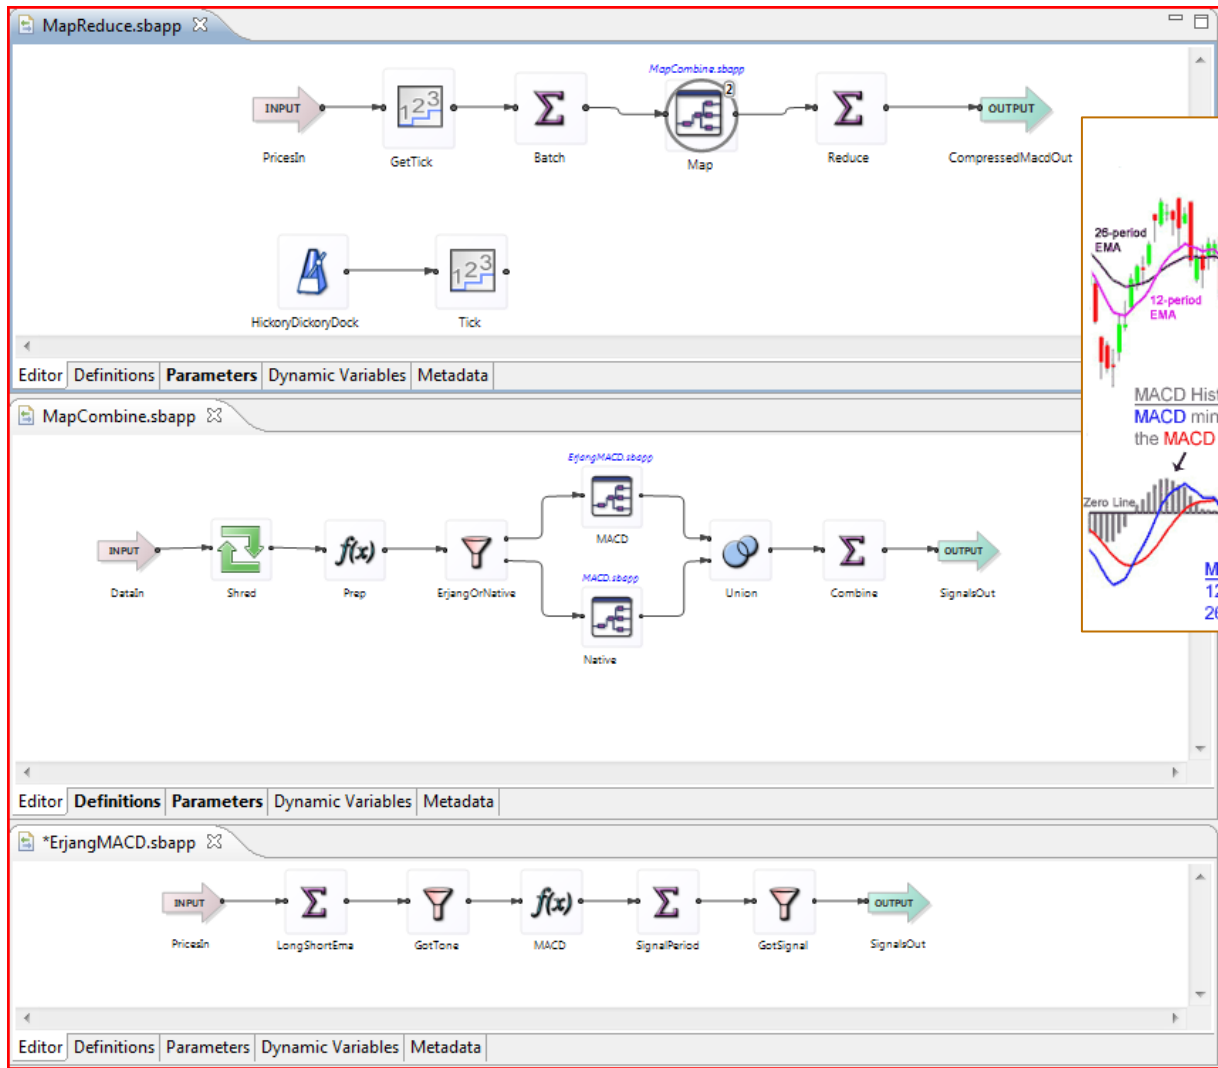 MapReduce.sbapp
MapCombine.sbapp
2
INPUT
OUTPUT
PricesIn
GetTick
Batch
Map
Reduce
CompressedMacdOut
HickoryDickoryDock
Tick
Editor Definitions Parameters Dynamic Variables Metadata
26-period
EMA
12-period
EMA
MACD Hist
MACD min
the MACD
Zero Line
M
12
26
MapCombine.sbapp
ErjangMACD.sbapp
MACD
INPUT
OUTPUT
DataIn
Shred
Prep
f(x)
ErjangOrNative
MACD.sbapp
Native
Union
Combine
SignalsOut
Editor Definitions Parameters Dynamic Variables Metadata
*ErjangMACD.sbapp
INPUT
f(x)
OUTPUT
PricesIn
LongShortEma
GotTone
MACD
SignalPeriod
GotSignal
SignalsOut
Editor Definitions Parameters Dynamic Variables Metadata